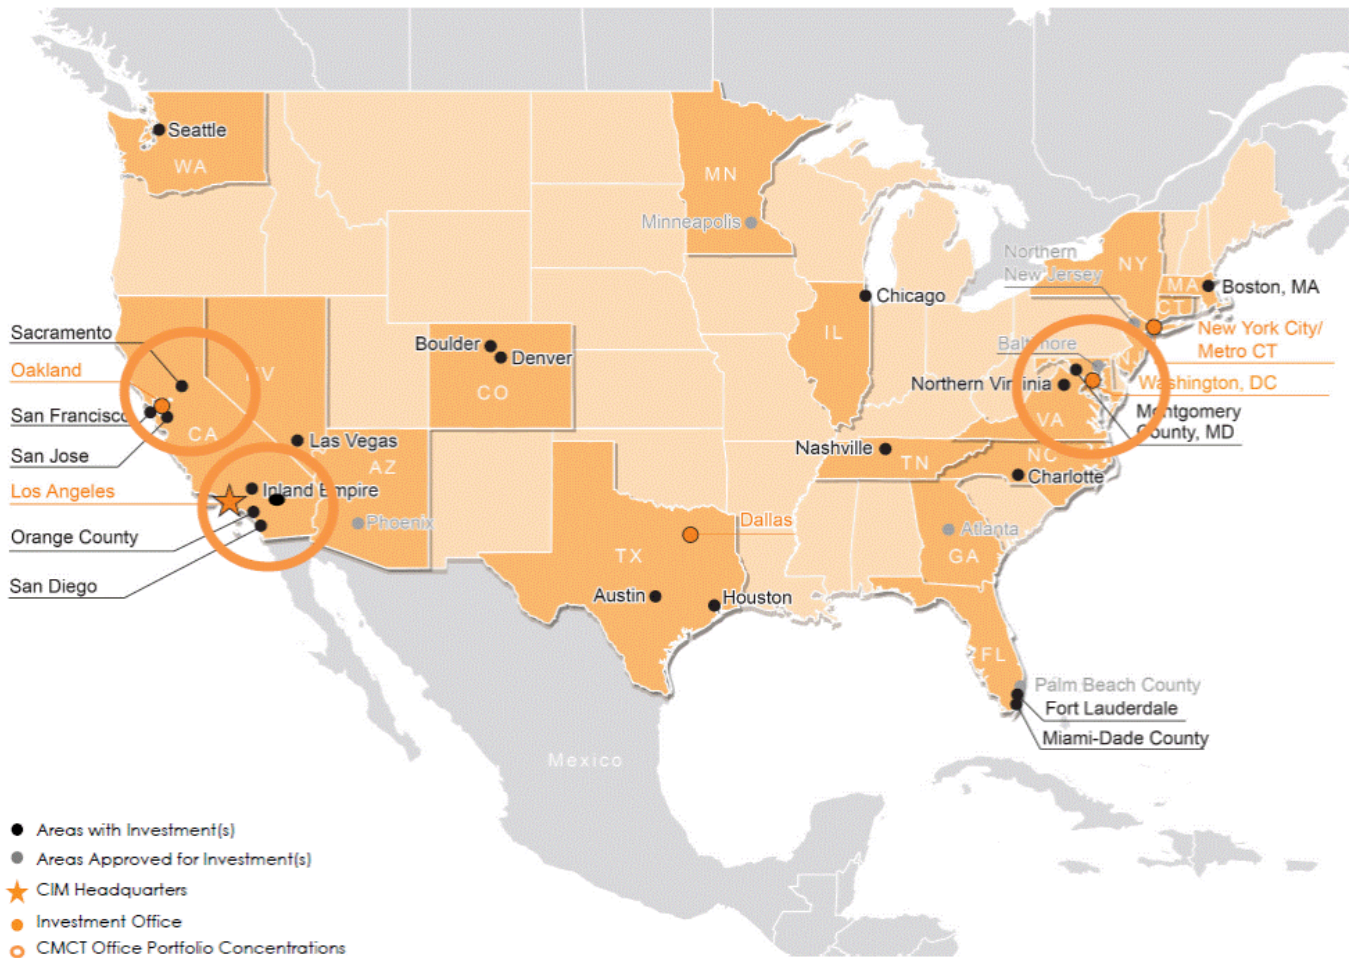 Seattle
WA
MN
Minneapolis
Northern
New Jersey
NY
MA
Boston, MA
CT
Chicago
New York City/
Metro CT
Sacramento
Boulder
Denver
IL
Baltimore
Oakland
NV
CO
Northern Virginia
Washington, DC
San Francisco
CA
VA
Montgomery
County, MD
San Jose
Las Vegas
Nashville
TN
NC
AZ
Charlotte
Los Angeles
Inland Empire
Phoenix
Dallas
Atlanta
Orange County
TX
GA
San Diego
Austin
Houston
FL
Palm Beach County
Fort Lauderdale
Miami-Dade County
Mexico
Areas with Investment(s)
Areas Approved for Investment(s)
CIM Headquarters
Investment Office
CMCT Office Portfolio Concentrations